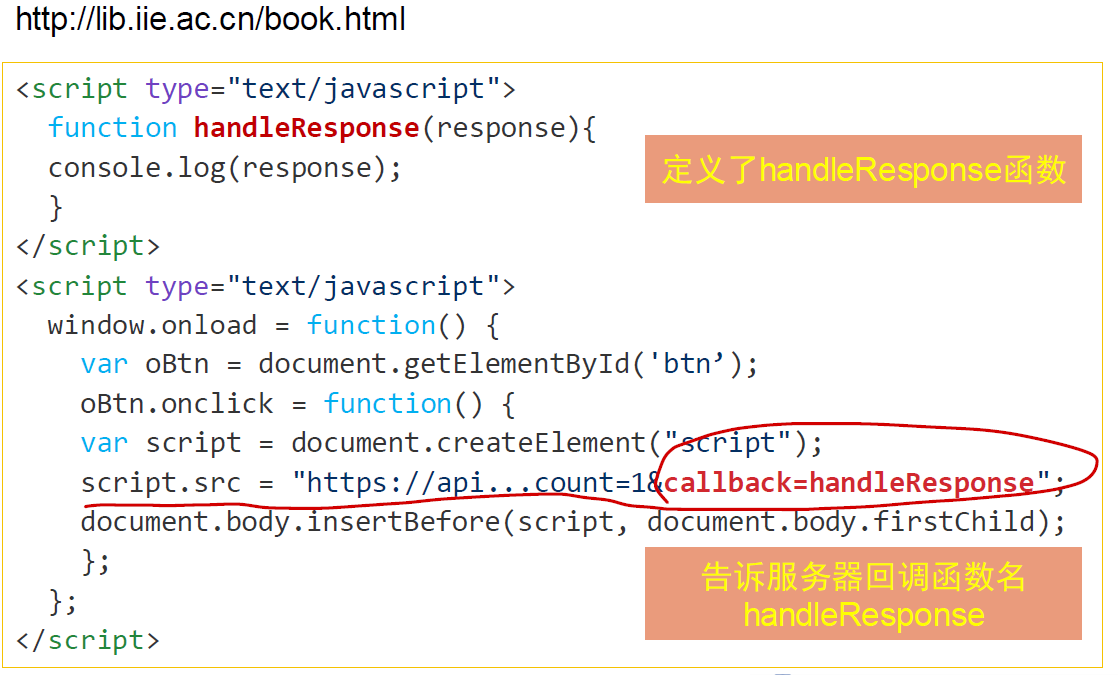 http://lib.iie.ac.cn/book.html
<script type="text/javascript">
function handleResponse(response){
console.log(response);
}
</script>
定义了handleResponse函数
<script type="text/javascript">
window.onload = function() {
var oBtn = document.getElementById('btn’);
oBtn.onclick = function() {
var script = document.createElement("script");
script.src = "https://api...count=1&callback=handleResponse";
document.body.insertBefore(script, document.body.firstChild);
};
};
</script>
告诉服务器回调函数名
handleResponse